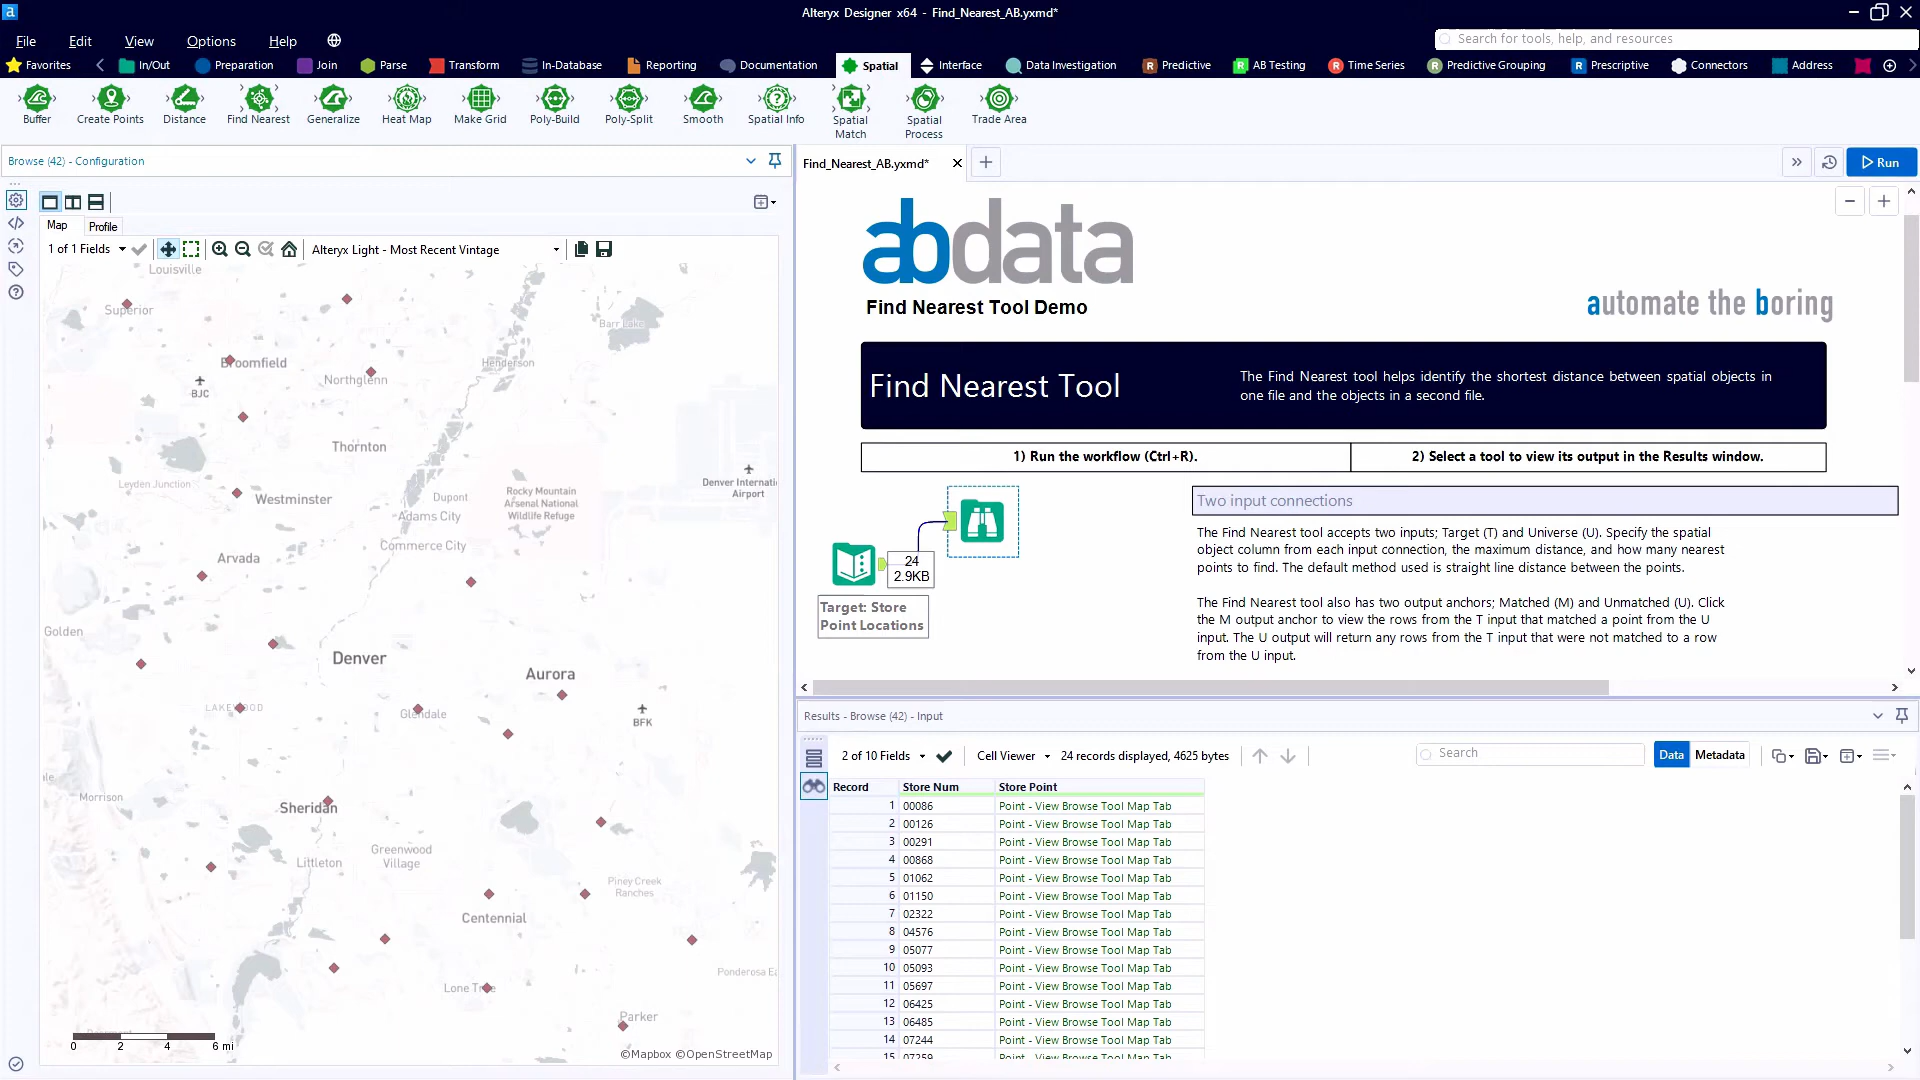 a
Alteryx Designer x64 - Find_Nearest_AB.yxmd*
File Edit View Options Help
Search for tools, help, and resources
Favorites In/Out Preparation Join Parse Transform In-Database Reporting Documentation Spatial Interface Data Investigation Predictive AB Testing Time Series Predictive Grouping Prescriptive Connectors Address
Buffer Create Points Distance Find Nearest Generalize Heat Map Make Grid Poly-Build Poly-Split Smooth Spatial Info Spatial Match Spatial Process Trade Area
Browse (42) - Configuration
Map Profile
1 of 1 Fields
Alteryx Light - Most Recent Vintage
Louisville
Superior
Barr Lake
Broomfield
Henderson
Northglenn
BJC
Thornton
Denver Internati
Airport
Leyden Junction
Westminster
Dupont
Rocky Mountain
Arsenal National
Wildlife Refuge
Adams City
Commerce City
Arvada
Golden
Denver
Aurora
LAKEWOOD
Glendale
BFK
Morrison
Sheridan
Greenwood
Village
Littleton
Piney Creek
Ranches
Centennial
Ponderosa Ea
Lone Tree
Parker
0 2 4 6 mi
©Mapbox ©OpenStreetMap
Find_Nearest_AB.yxmd*
Run
abdata
Find Nearest Tool Demo
automate the boring
Find Nearest Tool
The Find Nearest tool helps identify the shortest distance between spatial objects in
one file and the objects in a second file.
1) Run the workflow (Ctrl+R).
2) Select a tool to view its output in the Results window.
24
2.9KB
Target: Store
Point Locations
Two input connections
The Find Nearest tool accepts two inputs; Target (T) and Universe (U). Specify the spatial
object column from each input connection, the maximum distance, and how many nearest
points to find. The default method used is straight line distance between the points.
The Find Nearest tool also has two output anchors; Matched (M) and Unmatched (U). Click
the M output anchor to view the rows from the T input that matched a point from the U
input. The U output will return any rows from the T input that were not matched to a row
from the U input.
Results - Browse (42) - Input
2 of 10 Fields
Cell Viewer
24 records displayed, 4625 bytes
Search
Data Metadata
Record Store Num Store Point
1 00086 Point - View Browse Tool Map Tab
2 00126 Point - View Browse Tool Map Tab
3 00291 Point - View Browse Tool Map Tab
4 00868 Point - View Browse Tool Map Tab
5 01062 Point - View Browse Tool Map Tab
6 01150 Point - View Browse Tool Map Tab
7 02322 Point - View Browse Tool Map Tab
8 04576 Point - View Browse Tool Map Tab
9 05077 Point - View Browse Tool Map Tab
10 05093 Point - View Browse Tool Map Tab
11 05697 Point - View Browse Tool Map Tab
12 06425 Point - View Browse Tool Map Tab
13 06485 Point - View Browse Tool Map Tab
14 07244 Point - View Browse Tool Map Tab
15 07259 Point - View Browse Tool Map Tab